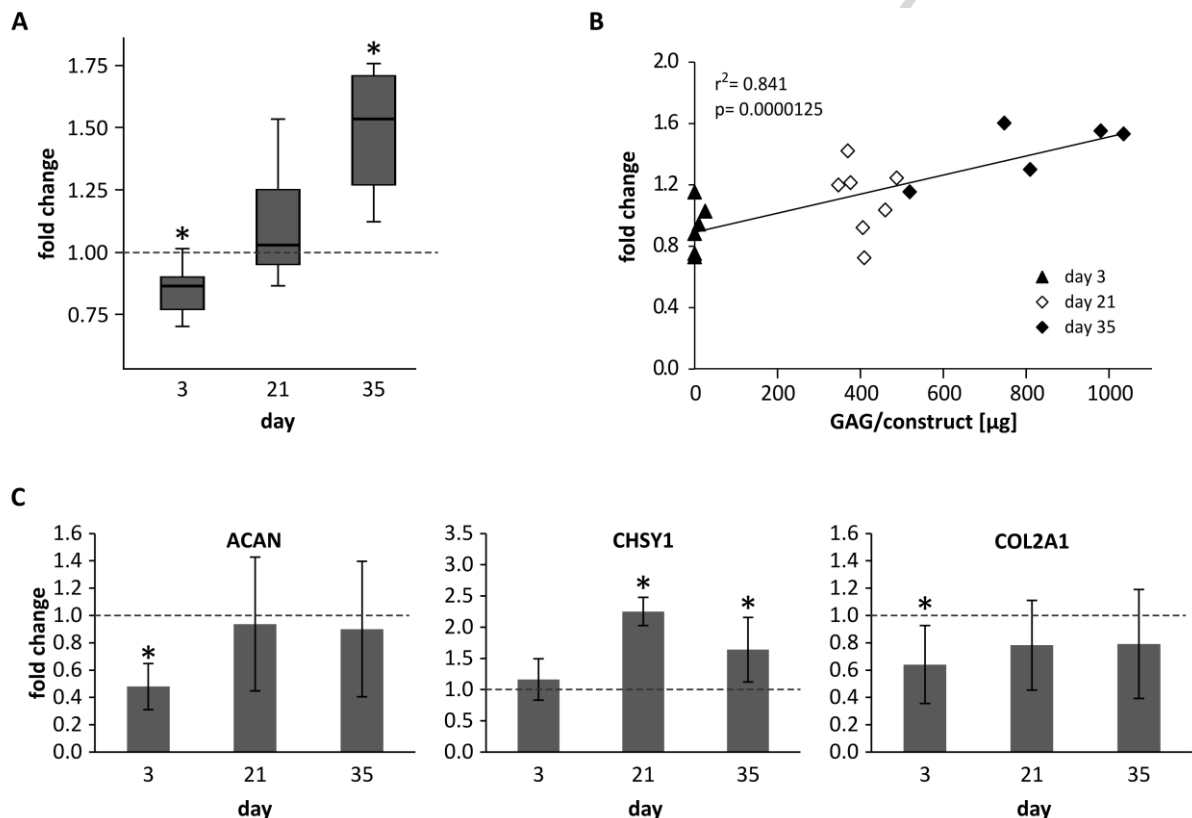 A
fold change
1.75
1.50
1.25
1.00
0.75
*
*
3 21 35
day
B
fold change
2.0
1.6
1.2
0.8
0.4
0.0
r²= 0.841
p= 0.0000125
day 3
day 21
day 35
0 200 400 600 800 1000
GAG/construct [µg]
C
ACAN
fold change
1.6
1.4
1.2
1.0
0.8
0.6
0.4
0.2
0.0
*
3 21 35
day
CHSY1
3.5
3.0
2.5
2.0
1.5
1.0
0.5
0.0
*
*
3 21 35
day
COL2A1
1.6
1.4
1.2
1.0
0.8
0.6
0.4
0.2
0.0
*
3 21 35
day